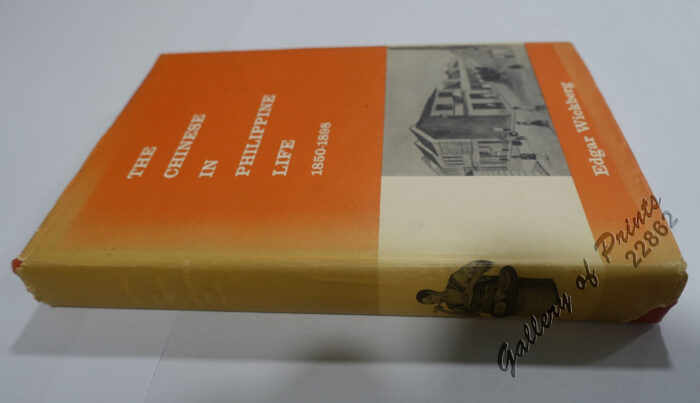 THE
CHINESE
IN
PHILIPPINE
LIFE
1850-1898
Edgar Wickberg
Gallery of Prints
22862